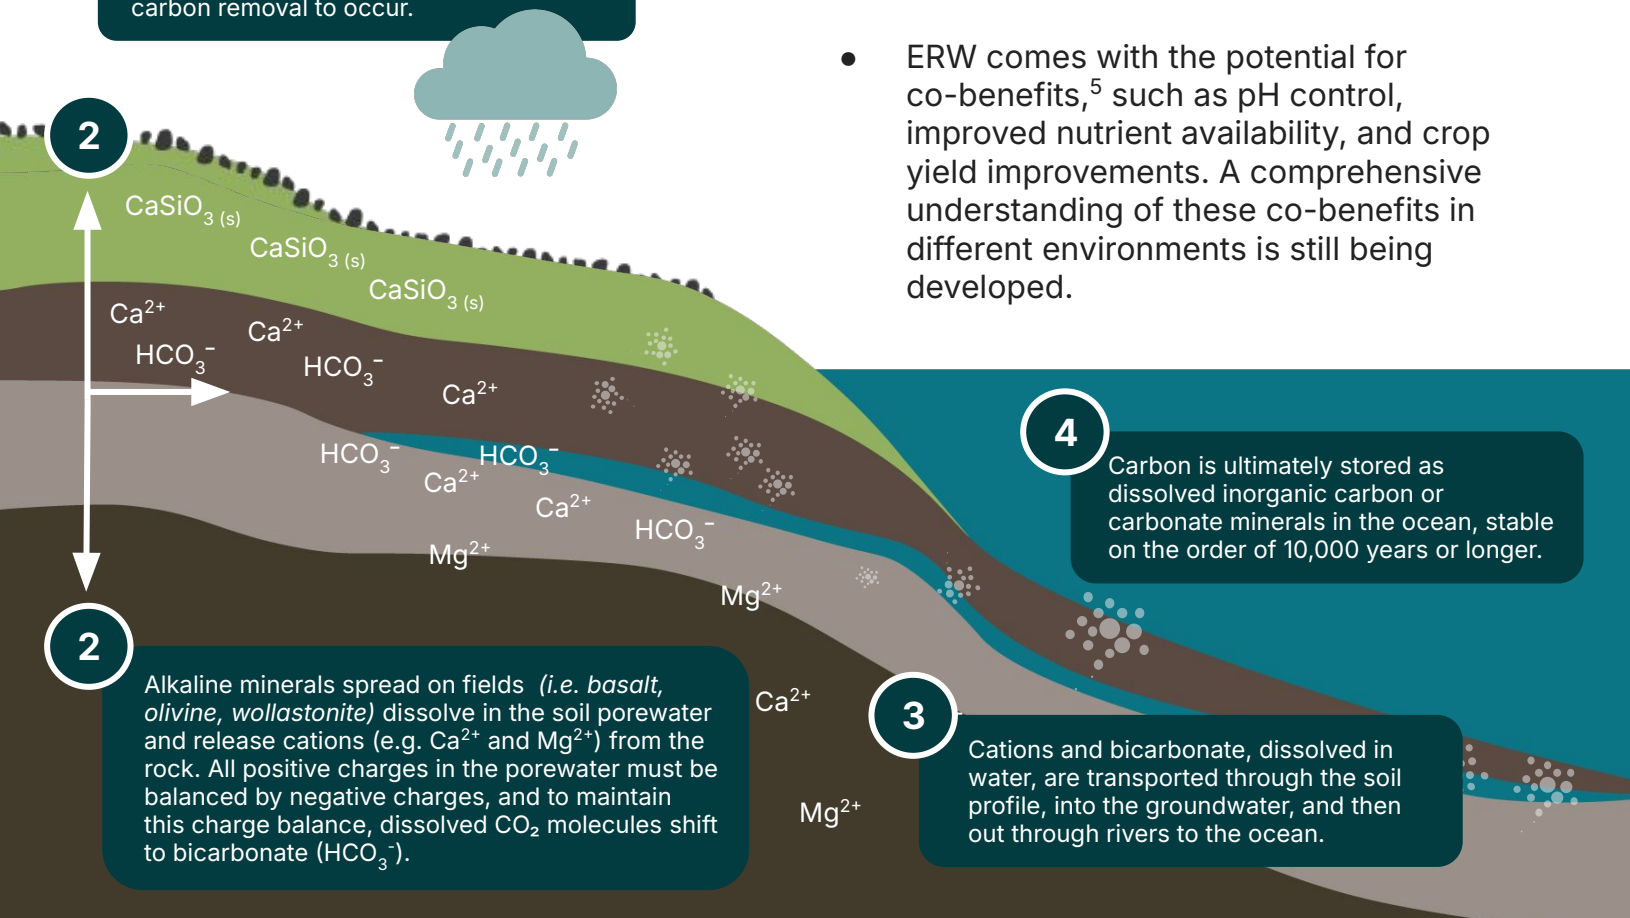 carbon removal to occur.
● ERW comes with the potential for
co-benefits,⁵ such as pH control,
improved nutrient availability, and crop
yield improvements. A comprehensive
understanding of these co-benefits in
different environments is still being
developed.
2
CaSiO₃ (s)
CaSiO₃ (s)
CaSiO₃ (s)
Ca²⁺
Ca²⁺
HCO₃⁻
HCO₃⁻
Ca²⁺
HCO₃⁻
HCO₃⁻
Ca²⁺
Ca²⁺
HCO₃⁻
Mg²⁺
Mg²⁺
4
Carbon is ultimately stored as
dissolved inorganic carbon or
carbonate minerals in the ocean, stable
on the order of 10,000 years or longer.
2
Alkaline minerals spread on fields (i.e. basalt,
olivine, wollastonite) dissolve in the soil porewater
and release cations (e.g. Ca²⁺ and Mg²⁺) from the
rock. All positive charges in the porewater must be
balanced by negative charges, and to maintain
this charge balance, dissolved CO₂ molecules shift
to bicarbonate (HCO₃⁻).
Ca²⁺
Mg²⁺
3
Cations and bicarbonate, dissolved in
water, are transported through the soil
profile, into the groundwater, and then
out through rivers to the ocean.